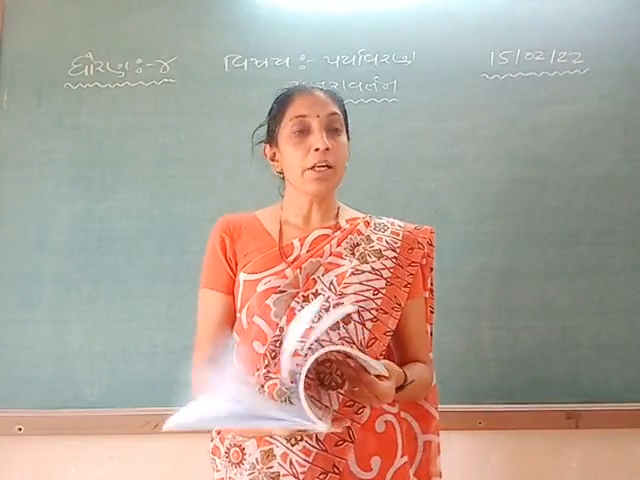 ધોરણ :- ૪ વિષય :- પર્યાવરણ 15/02/22